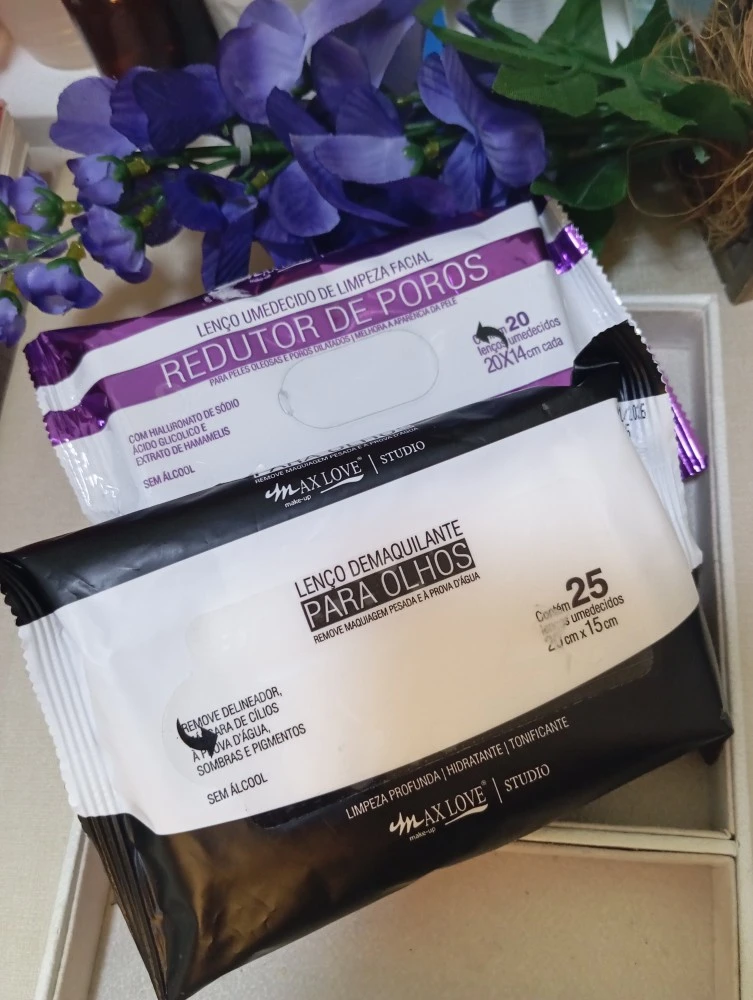 LENÇO UMEDECIDO DE LIMPEZA FACIAL
REDUTOR DE POROS
PARA PELES OLEOSAS E POROS DILATADOS | MELHORA A APARÊNCIA DA PELE
20
lenços umedecidos
20X14cm cada
COM HIALURONATO DE SÓDIO
ÁCIDO GLICOLICO E
EXTRATO DE HAMAMELIS
SEM ÁLCOOL
REMOVE MAQUIAGEM PESADA E À PROVA D'ÁGUA
MAX LOVE® | STUDIO
make-up
LENÇO DEMAQUILANTE
PARA OLHOS
REMOVE MAQUIAGEM PESADA E À PROVA D'ÁGUA
Contém 25
umedecidos
cm x 15cm
REMOVE DELINEADOR,
DE CÍLIOS
À PROVA D'ÁGUA,
SOMBRAS E PIGMENTOS
SEM ÁLCOOL
LIMPEZA PROFUNDA | HIDRATANTE | TONIFICANTE
MAX LOVE® | STUDIO
make-up